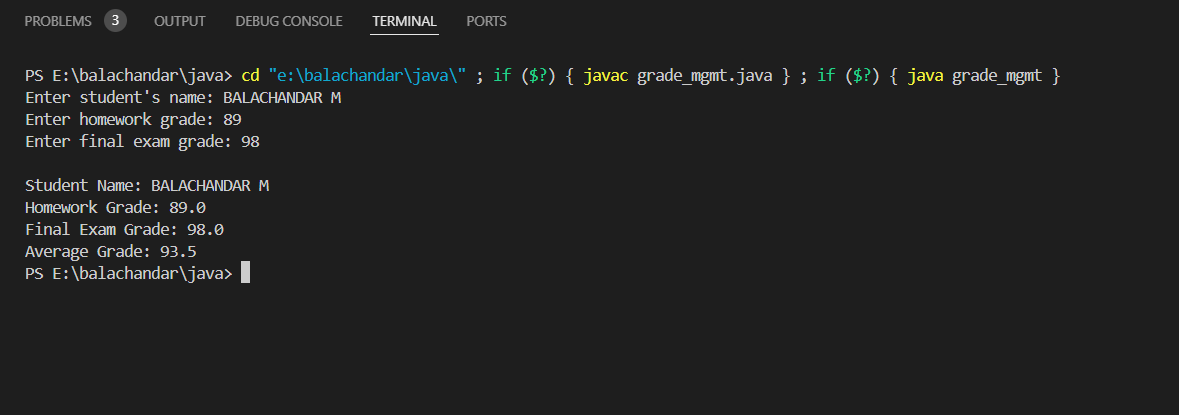 PROBLEMS 3 OUTPUT DEBUG CONSOLE TERMINAL PORTS
PS E:\balachandar\java> cd "e:\balachandar\java\" ; if ($?) { javac grade_mgmt.java } ; if ($?) { java grade_mgmt }
Enter student's name: BALACHANDAR M
Enter homework grade: 89
Enter final exam grade: 98
Student Name: BALACHANDAR M
Homework Grade: 89.0
Final Exam Grade: 98.0
Average Grade: 93.5
PS E:\balachandar\java>